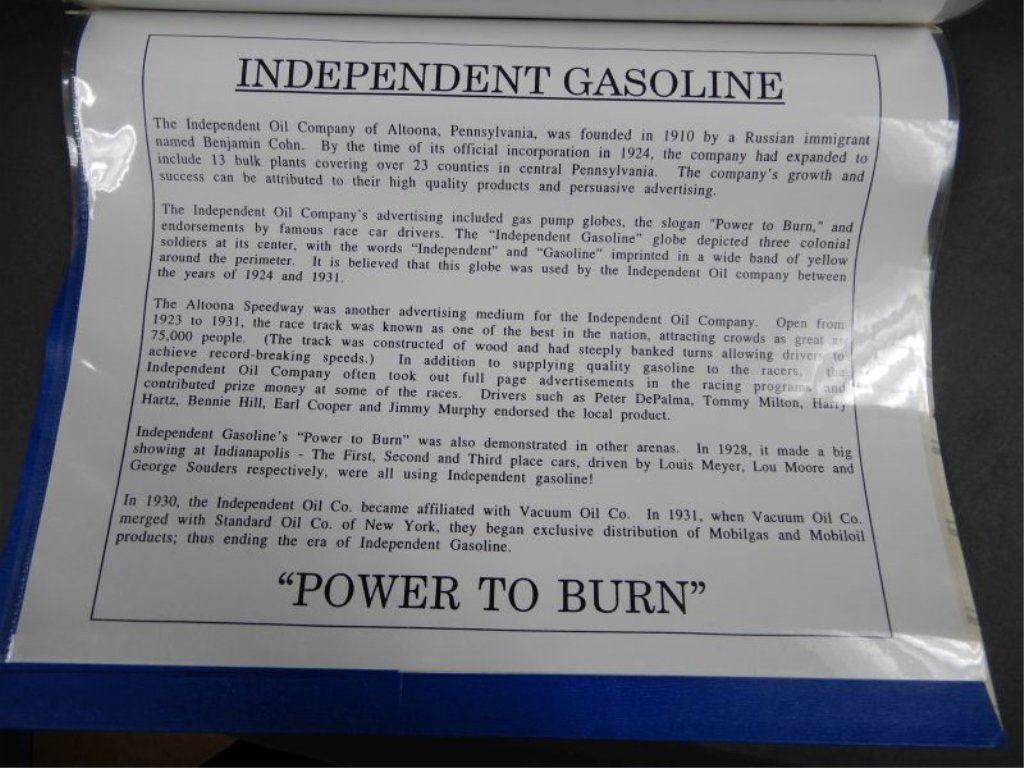 INDEPENDENT GASOLINE
The Independent Oil Company of Altoona, Pennsylvania, was founded in 1910 by a Russian immigrant
named Benjamin Cohn. By the time of its official incorporation in 1924, the company had expanded to
include 13 bulk plants covering over 23 counties in central Pennsylvania. The company's growth and
success can be attributed to their high quality products and persuasive advertising.
The Independent Oil Company's advertising included gas pump globes, the slogan "Power to Burn," and
endorsements by famous race car drivers. The "Independent Gasoline" globe depicted three colonial
soldiers at its center, with the words "Independent" and "Gasoline" imprinted in a wide band of yellow
around the perimeter. It is believed that this globe was used by the Independent Oil company between
the years of 1924 and 1931.
The Altoona Speedway was another advertising medium for the Independent Oil Company. Open from
1923 to 1931, the race track was known as one of the best in the nation, attracting crowds as great as
75,000 people. (The track was constructed of wood and had steeply banked turns allowing drivers to
achieve record-breaking speeds.) In addition to supplying quality gasoline to the racers, the
Independent Oil Company often took out full page advertisements in the racing programs and
contributed prize money at some of the races. Drivers such as Peter DePalma, Tommy Milton, Harry
Hartz, Bennie Hill, Earl Cooper and Jimmy Murphy endorsed the local product.
Independent Gasoline's "Power to Burn" was also demonstrated in other arenas. In 1928, it made a big
showing at Indianapolis - The First, Second and Third place cars, driven by Louis Meyer, Lou Moore and
George Souders respectively, were all using Independent gasoline!
In 1930, the Independent Oil Co. became affiliated with Vacuum Oil Co. In 1931, when Vacuum Oil Co.
merged with Standard Oil Co. of New York, they began exclusive distribution of Mobilgas and Mobiloil
products; thus ending the era of Independent Gasoline.
"POWER TO BURN"